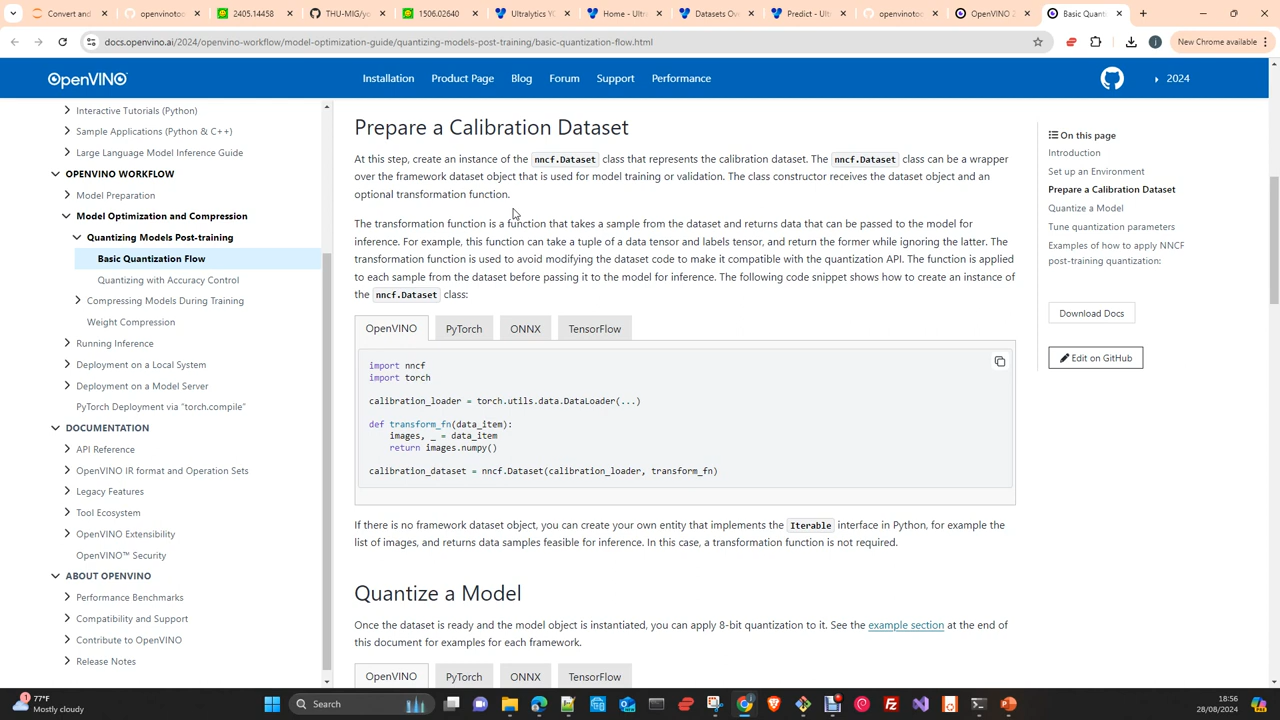 Convert and
openvinotoo
2405.14458
THU-MIG/yo
1506.02640
Ultralytics YO
Home - Ultra
Datasets Ov
Predict - Ultr
openvinotoo
OpenVINO 2
Basic Quanti
docs.openvino.ai/2024/openvino-workflow/model-optimization-guide/quantizing-models-post-training/basic-quantization-flow.html
New Chrome available
OpenVINO
Installation
Product Page
Blog
Forum
Support
Performance
2024
Interactive Tutorials (Python)
Sample Applications (Python & C++)
Large Language Model Inference Guide
OPENVINO WORKFLOW
Model Preparation
Model Optimization and Compression
Quantizing Models Post-training
Basic Quantization Flow
Quantizing with Accuracy Control
Compressing Models During Training
Weight Compression
Running Inference
Deployment on a Local System
Deployment on a Model Server
PyTorch Deployment via "torch.compile"
DOCUMENTATION
API Reference
OpenVINO IR format and Operation Sets
Legacy Features
Tool Ecosystem
OpenVINO Extensibility
OpenVINO™ Security
ABOUT OPENVINO
Performance Benchmarks
Compatibility and Support
Contribute to OpenVINO
Release Notes
Prepare a Calibration Dataset
At this step, create an instance of the nncf.Dataset class that represents the calibration dataset. The nncf.Dataset class can be a wrapper
over the framework dataset object that is used for model training or validation. The class constructor receives the dataset object and an
optional transformation function.
The transformation function is a function that takes a sample from the dataset and returns data that can be passed to the model for
inference. For example, this function can take a tuple of a data tensor and labels tensor, and return the former while ignoring the latter. The
transformation function is used to avoid modifying the dataset code to make it compatible with the quantization API. The function is applied
to each sample from the dataset before passing it to the model for inference. The following code snippet shows how to create an instance of
the nncf.Dataset class:
OpenVINO
PyTorch
ONNX
TensorFlow
import nncf
import torch
calibration_loader = torch.utils.data.DataLoader(...)
def transform_fn(data_item):
images, _ = data_item
return images.numpy()
calibration_dataset = nncf.Dataset(calibration_loader, transform_fn)
If there is no framework dataset object, you can create your own entity that implements the Iterable interface in Python, for example the
list of images, and returns data samples feasible for inference. In this case, a transformation function is not required.
Quantize a Model
Once the dataset is ready and the model object is instantiated, you can apply 8-bit quantization to it. See the example section at the end of
this document for examples for each framework.
OpenVINO
PyTorch
ONNX
TensorFlow
On this page
Introduction
Set up an Environment
Prepare a Calibration Dataset
Quantize a Model
Tune quantization parameters
Examples of how to apply NNCF
post-training quantization:
Download Docs
Edit on GitHub
77°F
Mostly cloudy
Search
18:56
28/08/2024